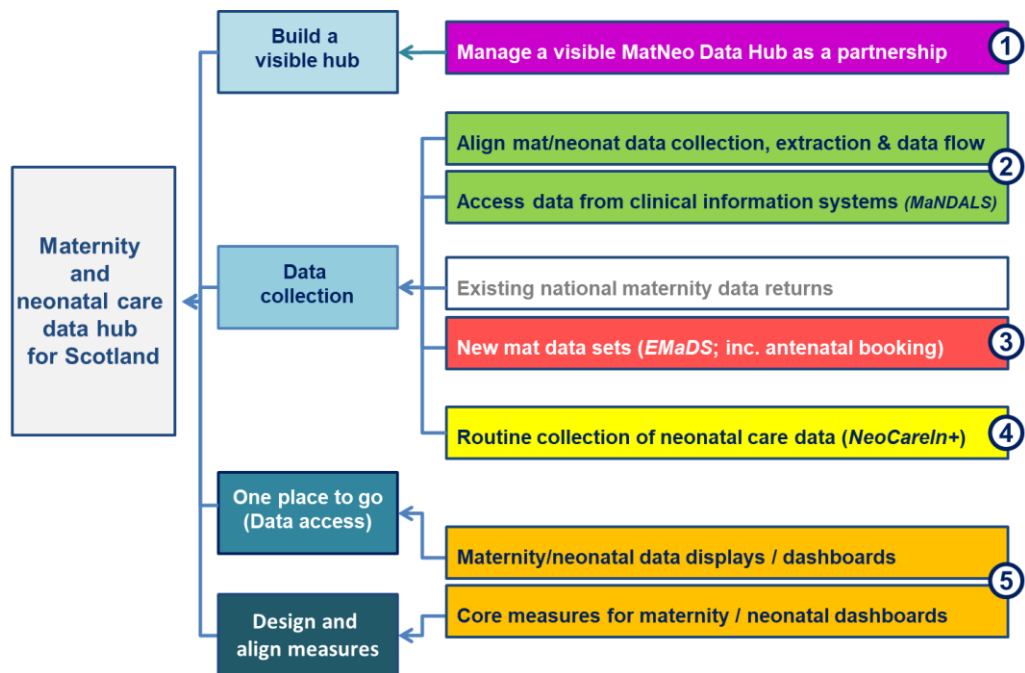 Maternity
and
neonatal care
data hub
for Scotland
Build a
visible hub
Manage a visible MatNeo Data Hub as a partnership
1
Data
collection
Align mat/neonat data collection, extraction & data flow
2
Access data from clinical information systems (MaNDALS)
Existing national maternity data returns
New mat data sets (EMaDS; inc. antenatal booking)
3
Routine collection of neonatal care data (NeoCareIn+)
4
One place to go
(Data access)
Maternity/neonatal data displays / dashboards
5
Design and
align measures
Core measures for maternity / neonatal dashboards